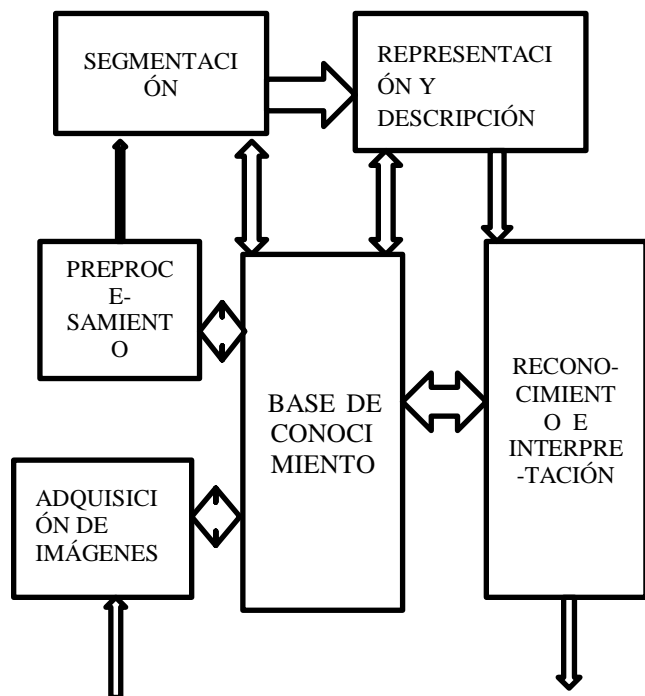 SEGMENTACI
ÓN
REPRESENTACI
ÓN Y
DESCRIPCIÓN
PREPROC
E-
SAMIENT
O
BASE DE
CONOCI
MIENTO
RECONO-
CIMIENT
O E
INTERPRE
-TACIÓN
ADQUISICI
ÓN DE
IMÁGENES